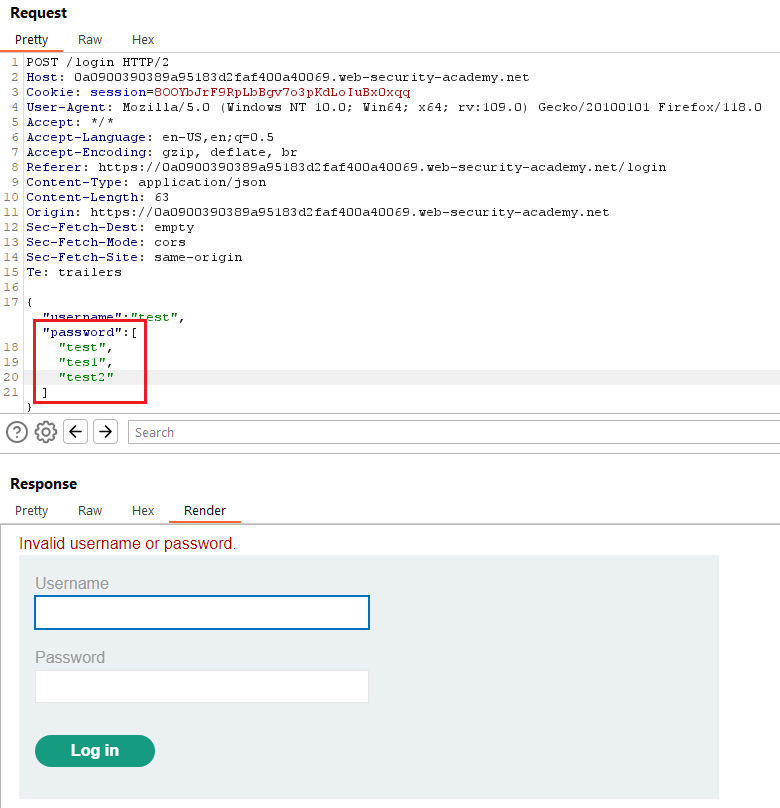 Request
Pretty Raw Hex
1 POST /login HTTP/2
2 Host: 0a0900390389a95183d2faf400a40069.web-security-academy.net
3 Cookie: session=8OOYbJrF9RpLbBgv7o3pKdLoIuBx0xqq
4 User-Agent: Mozilla/5.0 (Windows NT 10.0; Win64; x64; rv:109.0) Gecko/20100101 Firefox/118.0
5 Accept: */*
6 Accept-Language: en-US,en;q=0.5
7 Accept-Encoding: gzip, deflate, br
8 Referer: https://0a0900390389a95183d2faf400a40069.web-security-academy.net/login
9 Content-Type: application/json
10 Content-Length: 63
11 Origin: https://0a0900390389a95183d2faf400a40069.web-security-academy.net
12 Sec-Fetch-Dest: empty
13 Sec-Fetch-Mode: cors
14 Sec-Fetch-Site: same-origin
15 Te: trailers
16
17 {
"username":"test",
"password":[
18 "test",
19 "tes1",
20 "test2"
21 ]
}
Search
Response
Pretty Raw Hex Render
Invalid username or password.
Username
Password
Log in